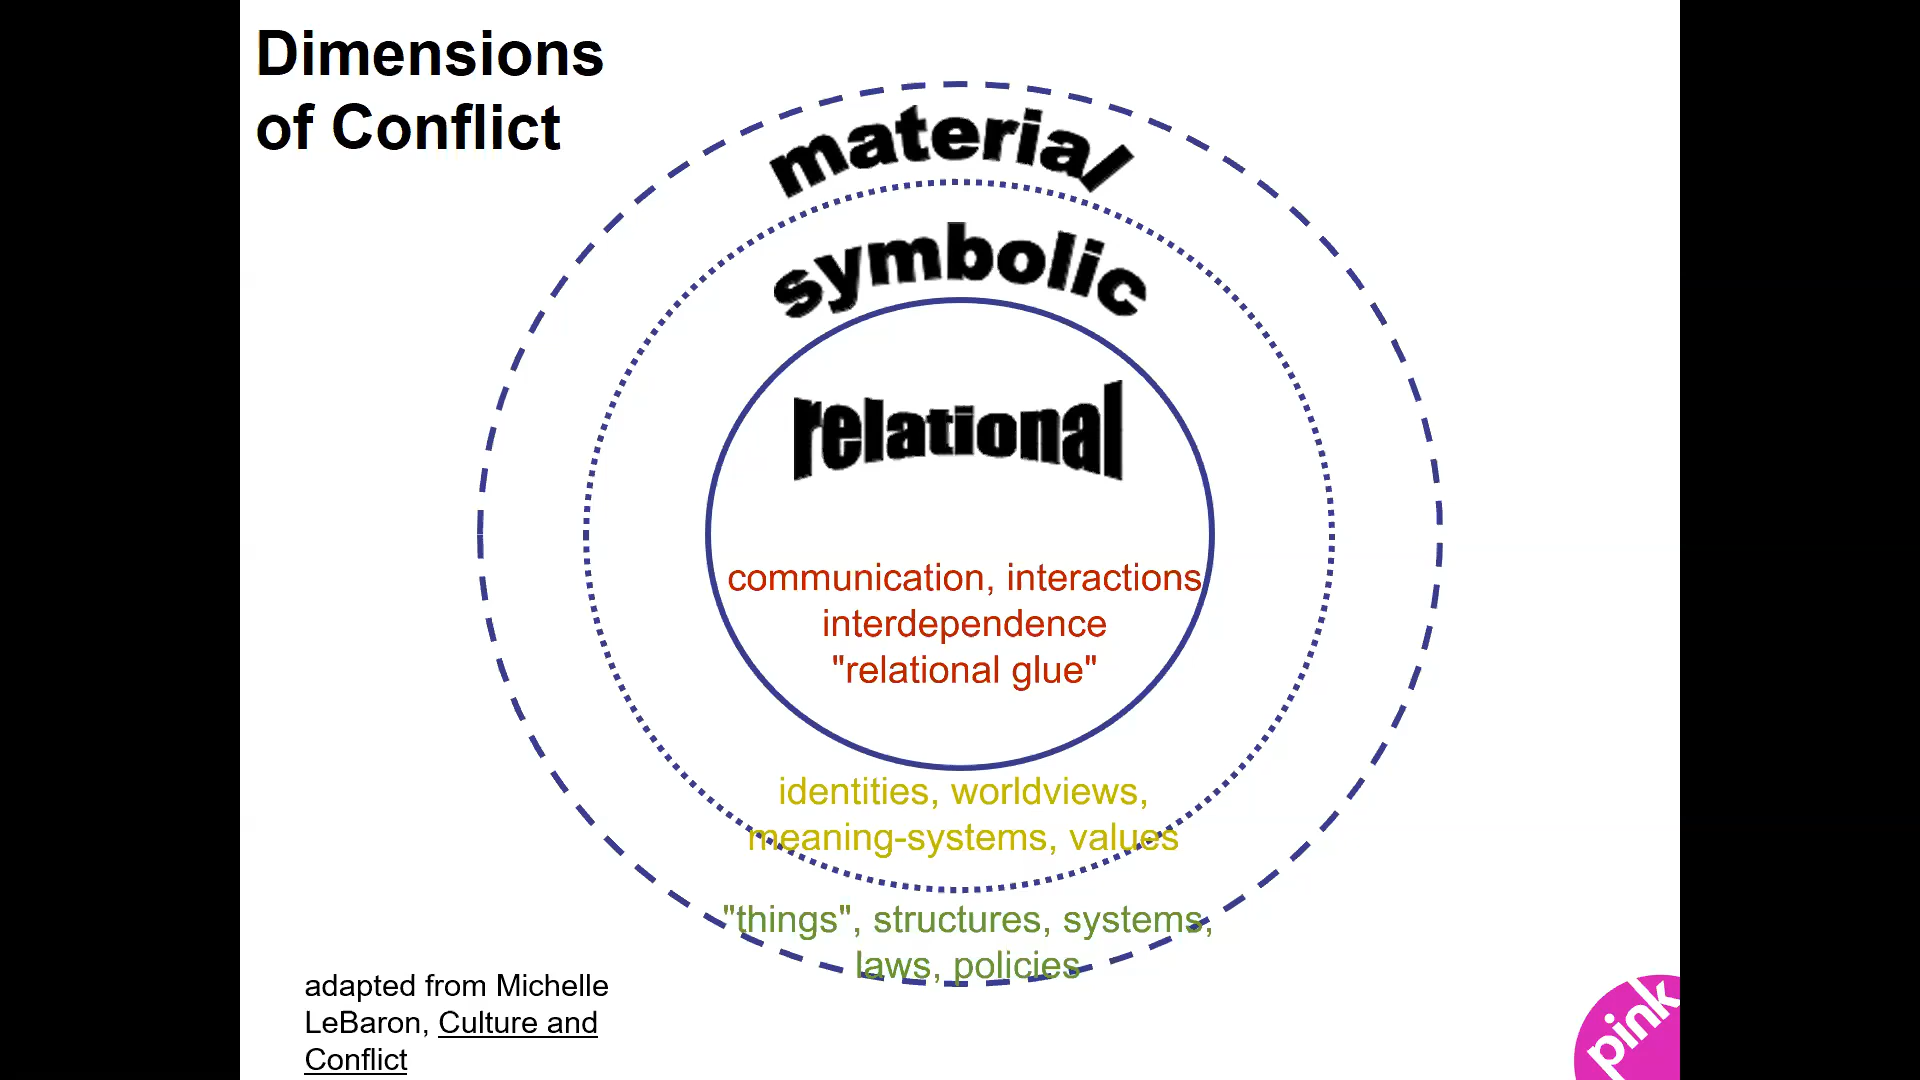 Dimensions
of Conflict
material
symbolic
relational
communication, interactions
interdependence
"relational glue"
identities, worldviews,
meaning-systems, values
"things", structures, systems,
laws, policies
adapted from Michelle
LeBaron, Culture and
Conflict
pink